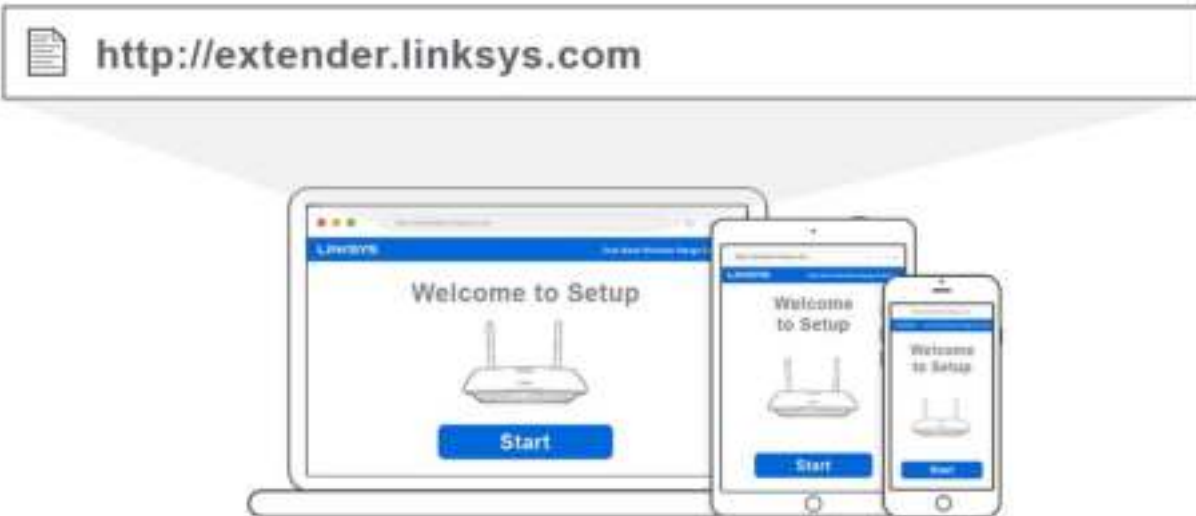 http://extender.linksys.com
LINKSYS
Welcome to Setup
Start
LINKSYS
Welcome
to Setup
Start
Welcome
to Setup
Start